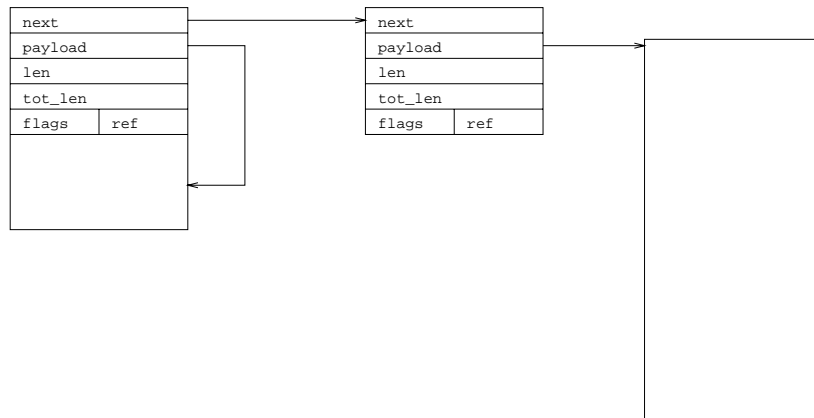 next
payload
len
tot_len
flags ref
next
payload
len
tot_len
flags ref